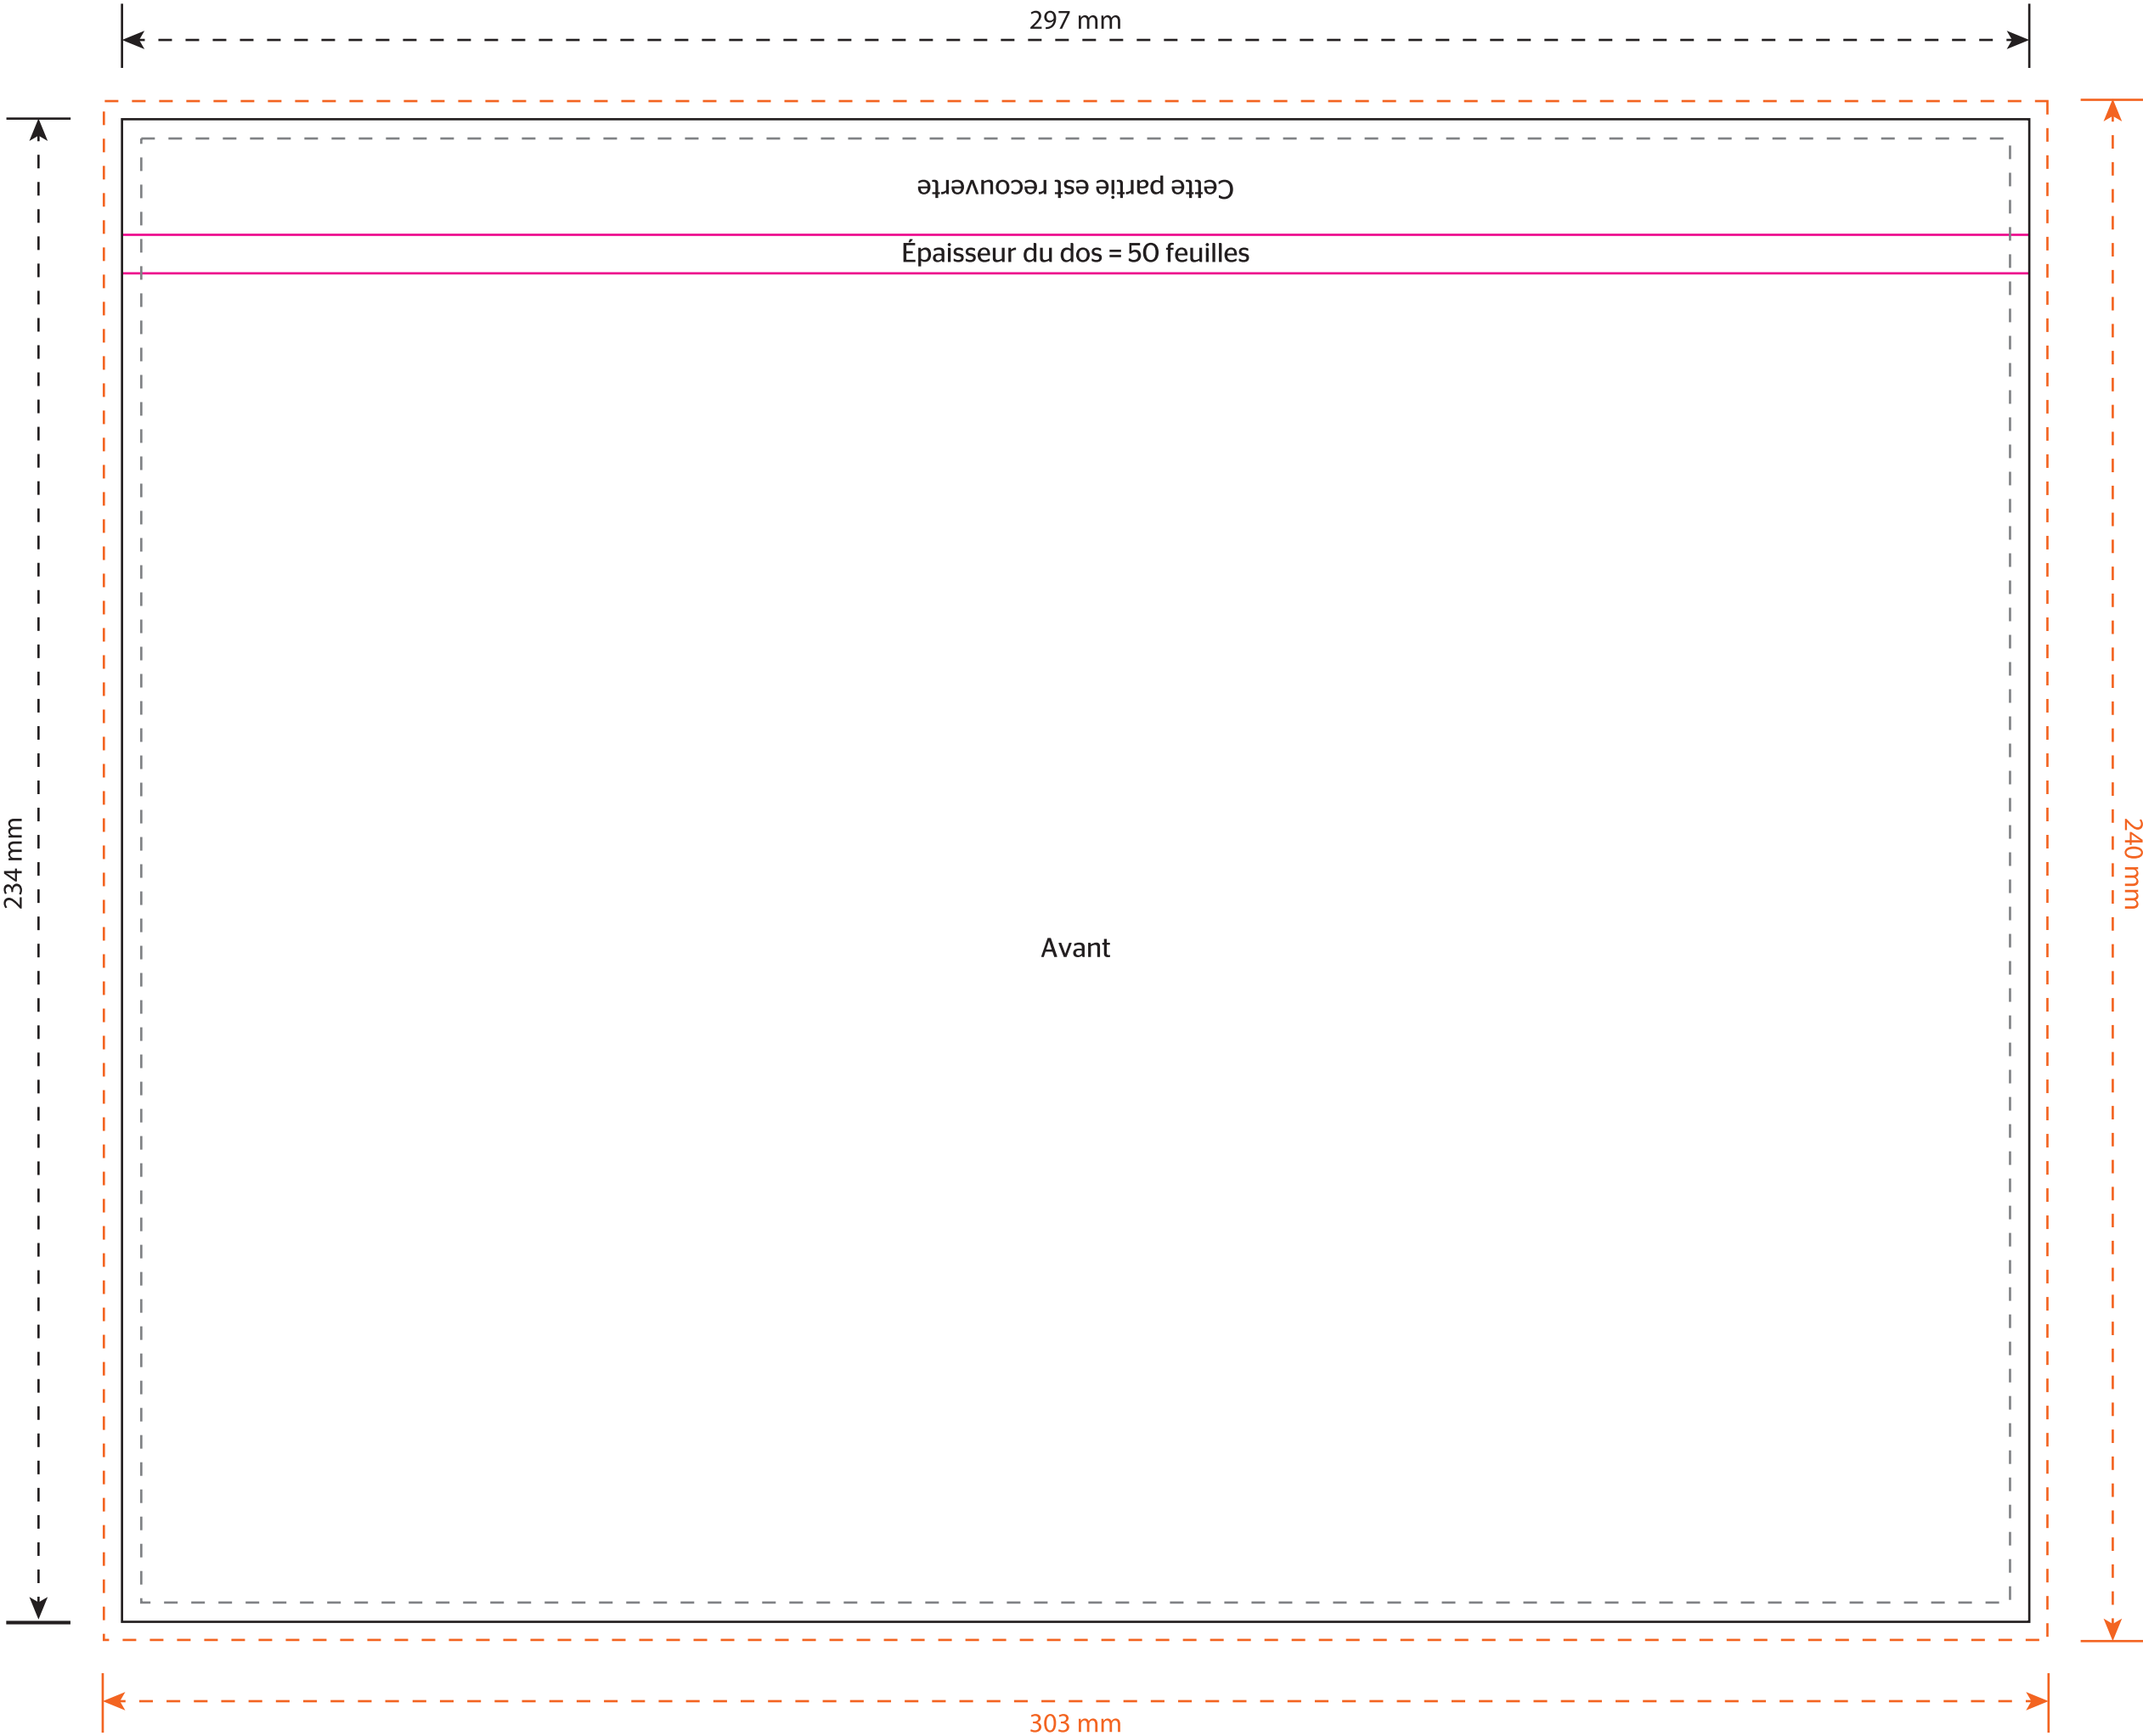 297 mm
Cette partie est recouverte
Épaisseur du dos = 50 feuilles
234 mm
240 mm
Avant
303 mm